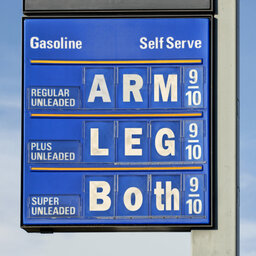 Gasoline Self Serve
REGULAR UNLEADED ARM 9/10
PLUS UNLEADED LEG 9/10
SUPER UNLEADED Both 9/10